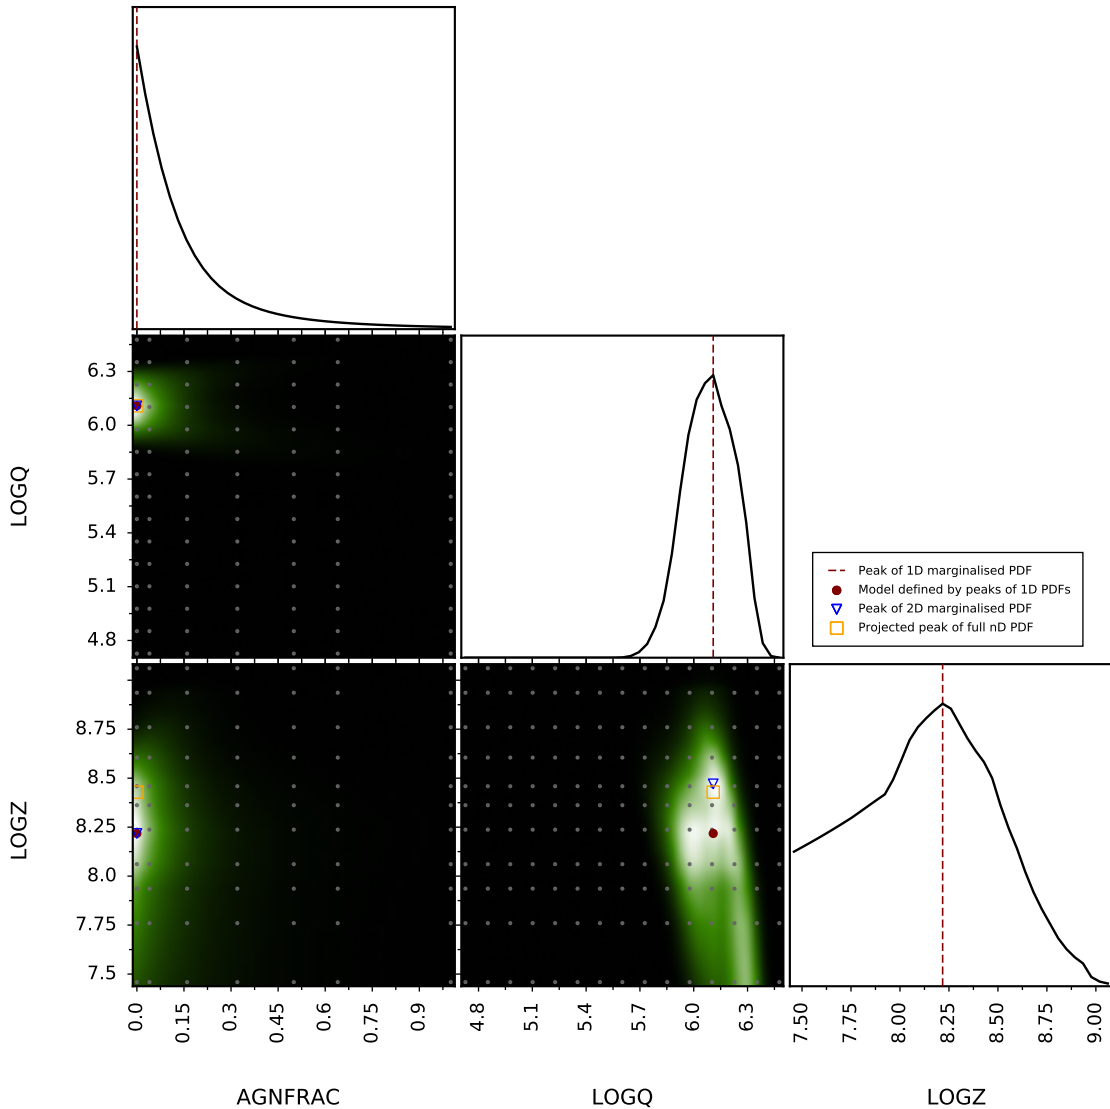 6.3
6.0
5.7
5.4
5.1
4.8
LOGQ
Peak of 1D marginalised PDF
Model defined by peaks of 1D PDFs
Peak of 2D marginalised PDF
Projected peak of full nD PDF
8.75
8.5
8.25
8.0
7.75
7.5
LOGZ
0.0 0.15 0.3 0.45 0.6 0.75 0.9
4.8 5.1 5.4 5.7 6.0 6.3
7.50 7.75 8.00 8.25 8.50 8.75 9.00
AGNFRAC
LOGQ
LOGZ